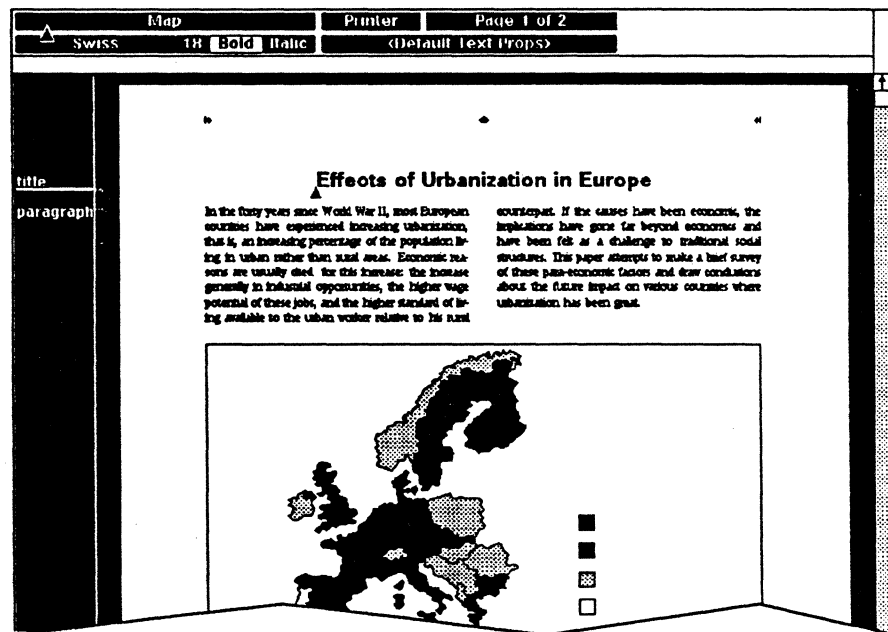 Map Printer Page 1 of 2
Swiss 18 Bold Italic <Default Text Props>
title
Effects of Urbanization in Europe
paragraph
In the forty years since World War II, most European
countries have experienced increasing urbanization,
that is, an increasing percentage of the population liv-
ing in urban rather than rural areas. Economic rea-
sons are usually cited for this increase: the increase
generally in industrial opportunities, the higher wage
potential of these jobs, and the higher standard of liv-
ing available to the urban worker relative to his rural
counterpart. If the causes have been economic, the
implications have gone far beyond economics and
have been felt as a challenge to traditional social
structures. This paper attempts to make a brief survey
of these para-economic factors and draw conclusions
about the future impact on various countries where
urbanization has been great.